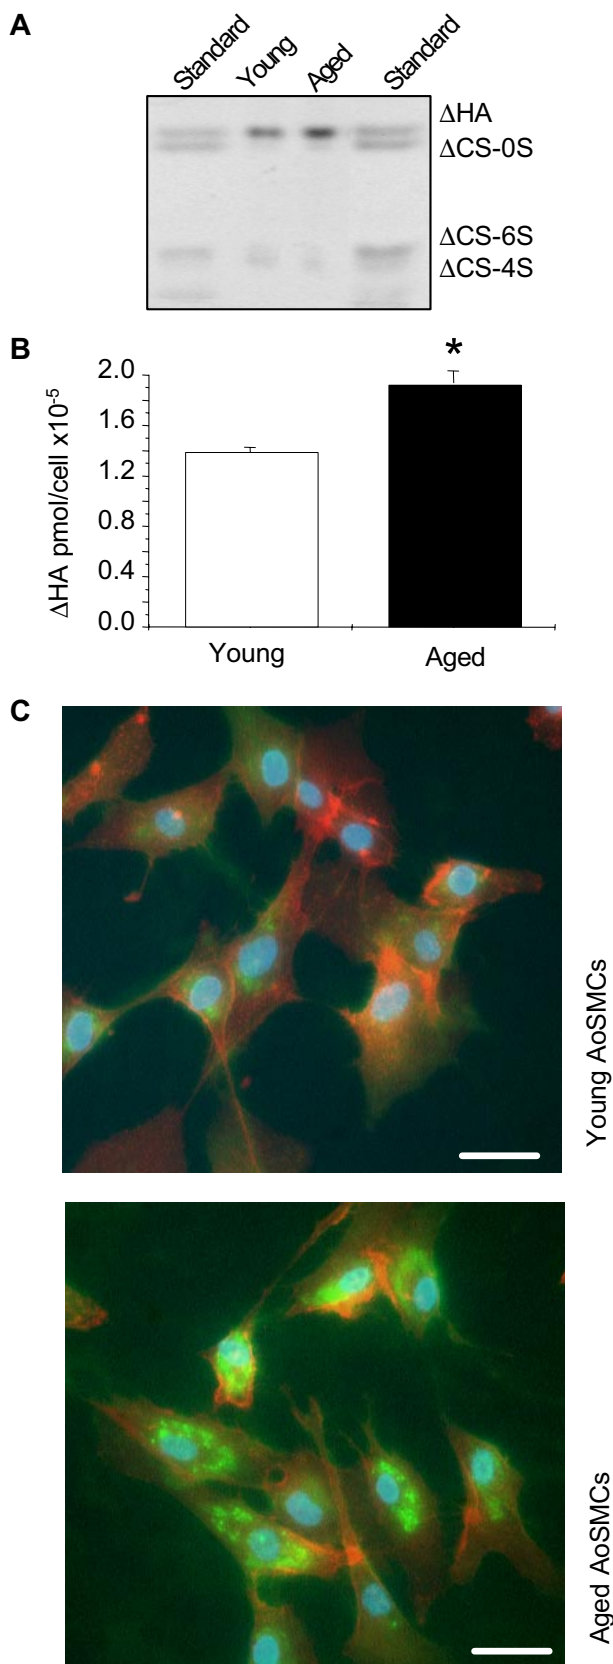 A
Standard
Young
Aged
Standard
ΔHA
ΔCS-0S
ΔCS-6S
ΔCS-4S
B
*
2.0
1.6
1.2
0.8
0.4
0.0
ΔHA pmol/cell x10-5
Young
Aged
C
Young AoSMCs
Aged AoSMCs